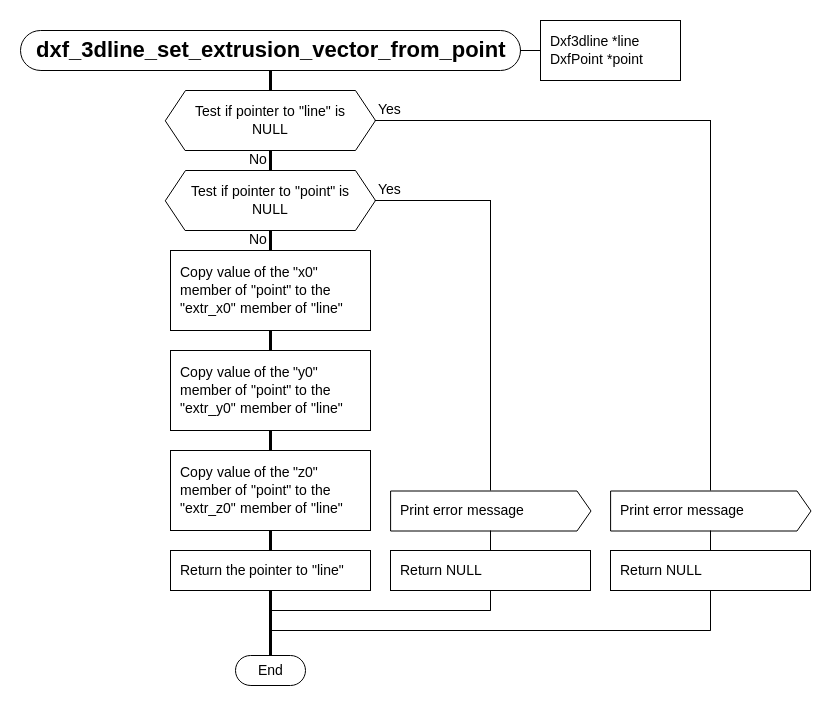 dxf_3dline_set_extrusion_vector_from_point
Dxf3dline *line
DxfPoint *point
Test if pointer to "line" is
NULL
Yes
No
Test if pointer to "point" is
NULL
Yes
No
Copy value of the "x0"
member of "point" to the
"extr_x0" member of "line"
Copy value of the "y0"
member of "point" to the
"extr_y0" member of "line"
Copy value of the "z0"
member of "point" to the
"extr_z0" member of "line"
Print error message
Print error message
Return the pointer to "line"
Return NULL
Return NULL
End